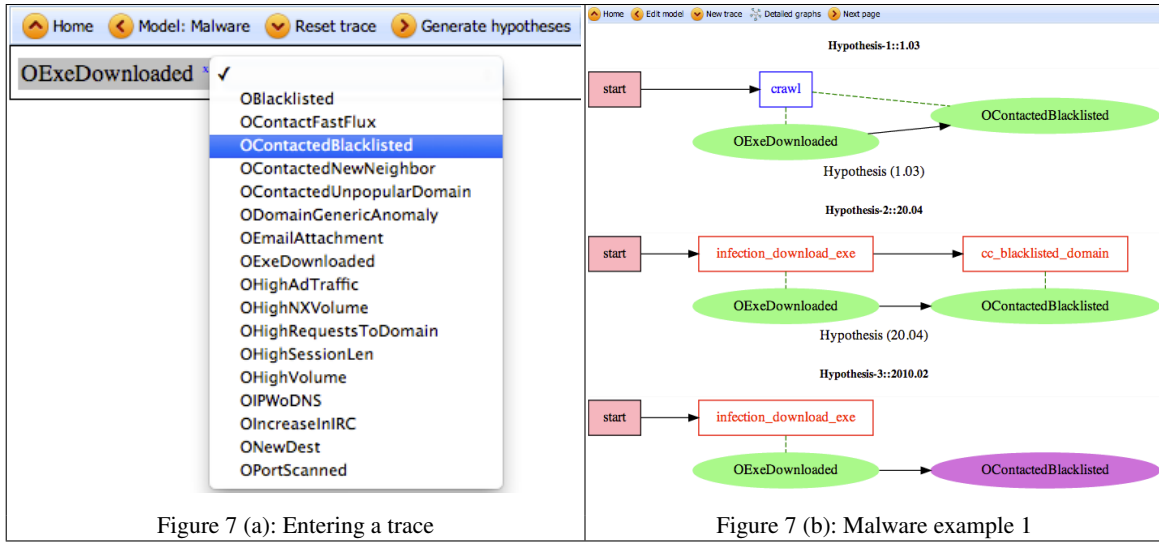 Home Model: Malware Reset trace Generate hypotheses
OExeDownloaded x ✓
OBlacklisted
OContactFastFlux
OContactedBlacklisted
OContactedNewNeighbor
OContactedUnpopularDomain
ODomainGenericAnomaly
OEmailAttachment
OExeDownloaded
OHighAdTraffic
OHighNXVolume
OHighRequestsToDomain
OHighSessionLen
OHighVolume
OIPWoDNS
OIncreaseInIRC
ONewDest
OPortScanned
Figure 7 (a): Entering a trace
Home Edit model New trace Detailed graphs Next page
Hypothesis-1::1.03
start crawl
OContactedBlacklisted
OExeDownloaded
Hypothesis (1.03)
Hypothesis-2::20.04
start infection_download_exe cc_blacklisted_domain
OExeDownloaded OContactedBlacklisted
Hypothesis (20.04)
Hypothesis-3::2010.02
start infection_download_exe
OExeDownloaded OContactedBlacklisted
Figure 7 (b): Malware example 1